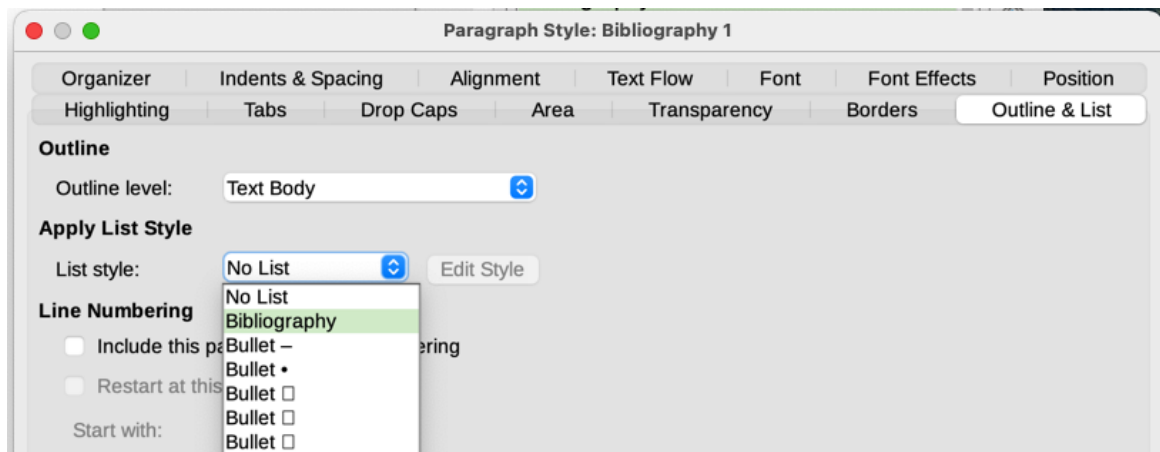 Paragraph Style: Bibliography 1
Organizer Indents & Spacing Alignment Text Flow Font Font Effects Position
Highlighting Tabs Drop Caps Area Transparency Borders Outline & List
Outline
Outline level: Text Body
Apply List Style
List style: No List Edit Style
No List
Line Numbering
Bibliography
Include this pa ering
Bullet –
Bullet •
Restart at this
Bullet □
Bullet □
Start with:
Bullet □